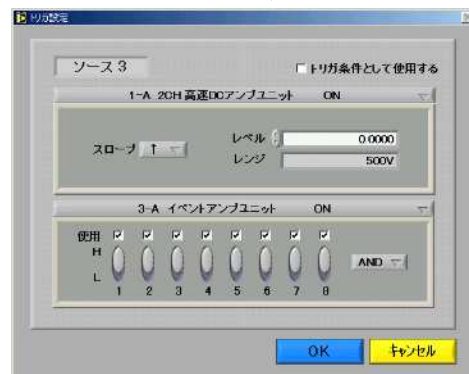 トリガ設定
ソース 3
トリガ条件として使用する
1-A 2CH 高速DCアンプユニット ON
スロープ ↑
レベル 0.0000
レンジ 500V
3-A イベントアンプユニット ON
使用
H
L
1 2 3 4 5 6 7 8
AND
OK キャンセル